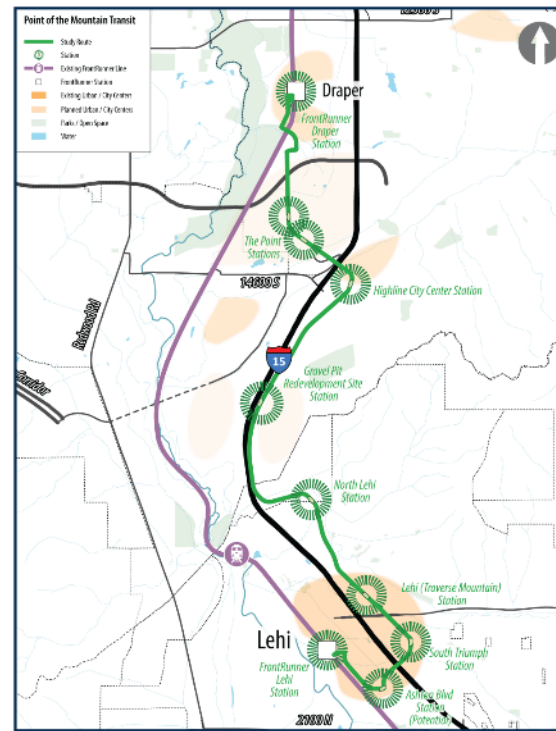 Point of the Mountain Transit
Study Route
Station
Existing FrontRunner Line
FrontRunner Station
Existing Urban / City Centers
Planned Urban / City Centers
Parks / Open Space
Water
Draper
FrontRunner
Draper
Station
The Point
Stations
14600 S
Highline City Center Station
Redwood Rd
Corridor
15
Gravel Pit
Redevelopment Site
Station
North Lehi
Station
Lehi (Traverse Mountain)
Station
Lehi
South Triumph
Station
FrontRunner
Lehi
Station
Ashton Blvd
Station
(Potential)
2100 N